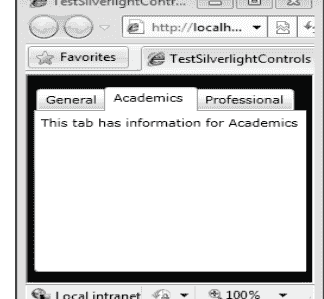 TestSilverlightContr...
http://localh...
Favorites
TestSilverlightControls
General Academics Professional
This tab has information for Academics
Local intranet 100%